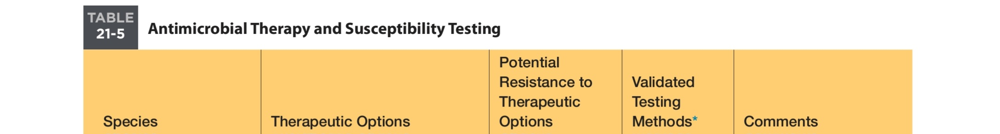 TABLE
21-5
Antimicrobial Therapy and Susceptibility Testing
Species
Therapeutic Options
Potential
Resistance to
Therapeutic
Options
Validated
Testing
Methods*
Comments